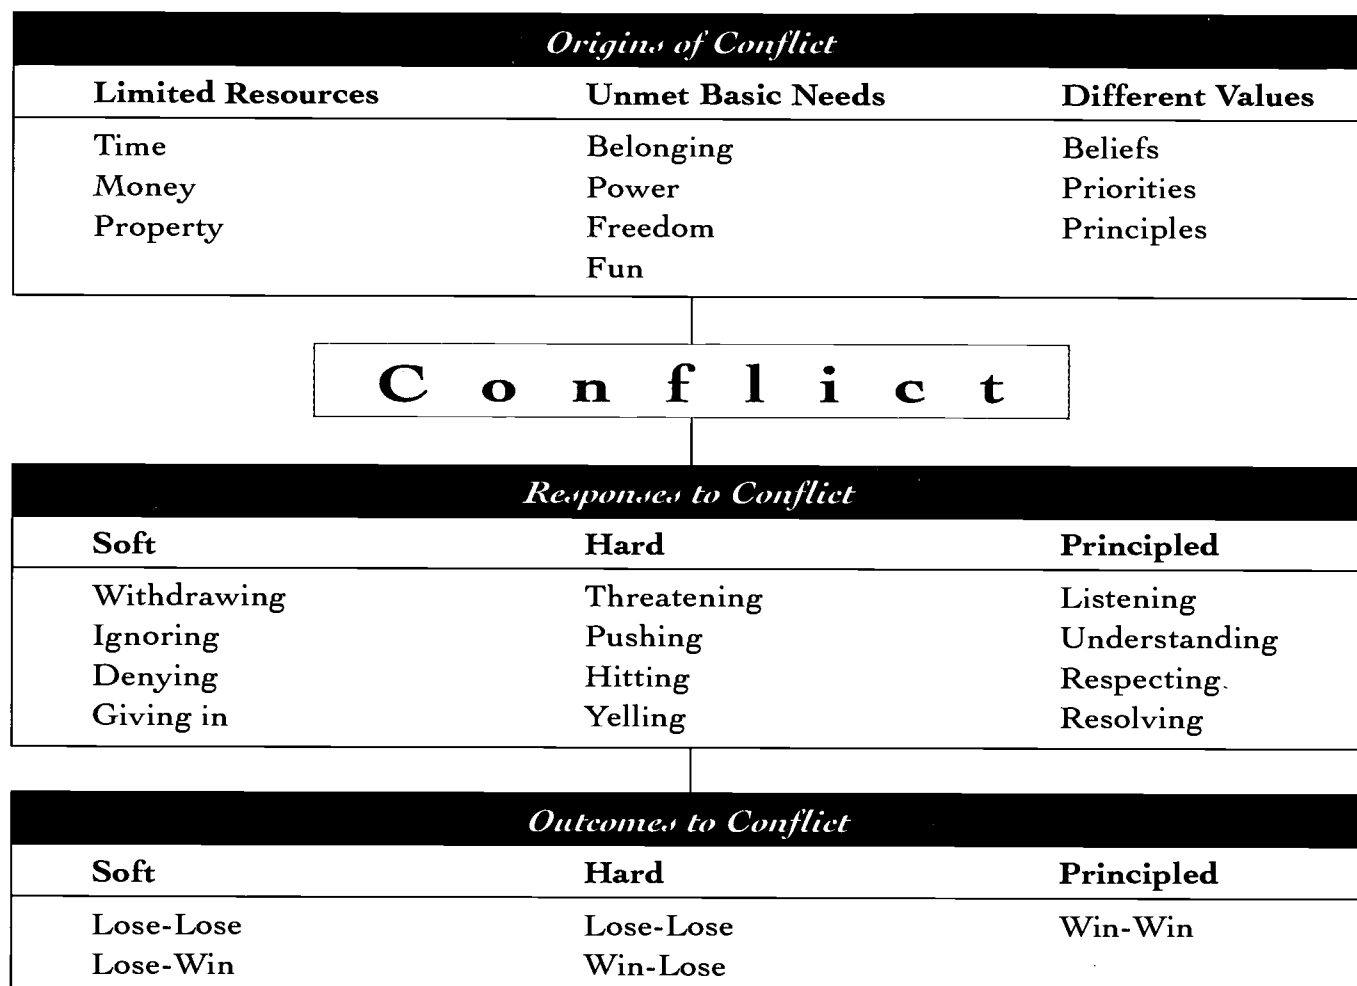 Origins of Conflict
Limited Resources Unmet Basic Needs Different Values
Time Belonging Beliefs
Money Power Priorities
Property Freedom Principles
Fun
Conflict
Responses to Conflict
Soft Hard Principled
Withdrawing Threatening Listening
Ignoring Pushing Understanding
Denying Hitting Respecting
Giving in Yelling Resolving
Outcomes to Conflict
Soft Hard Principled
Lose-Lose Lose-Lose Win-Win
Lose-Win Win-Lose